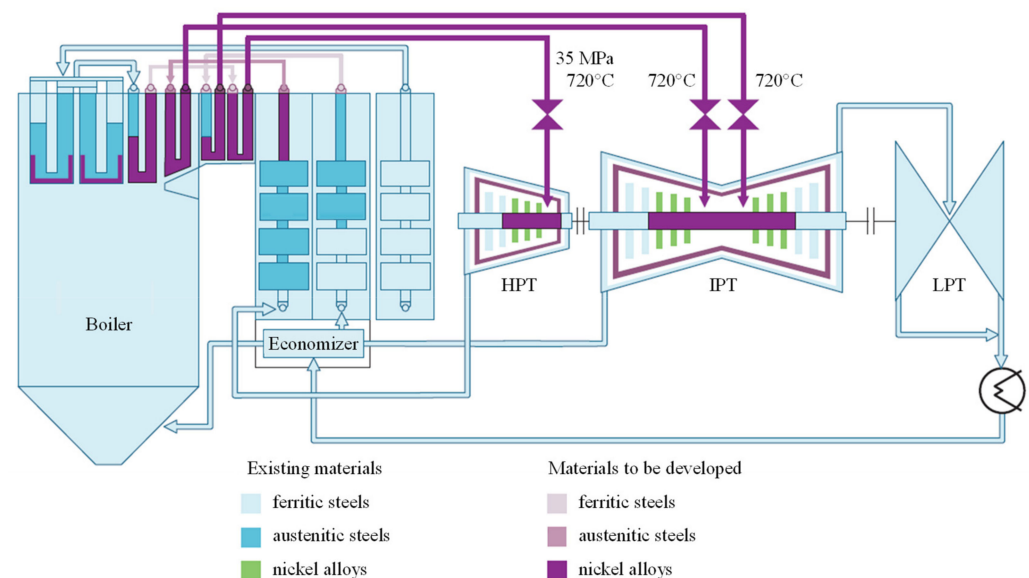 35 MPa
720°C
720°C
720°C
HPT
IPT
LPT
Boiler
Economizer
Existing materials
ferritic steels
austenitic steels
nickel alloys
Materials to be developed
ferritic steels
austenitic steels
nickel alloys